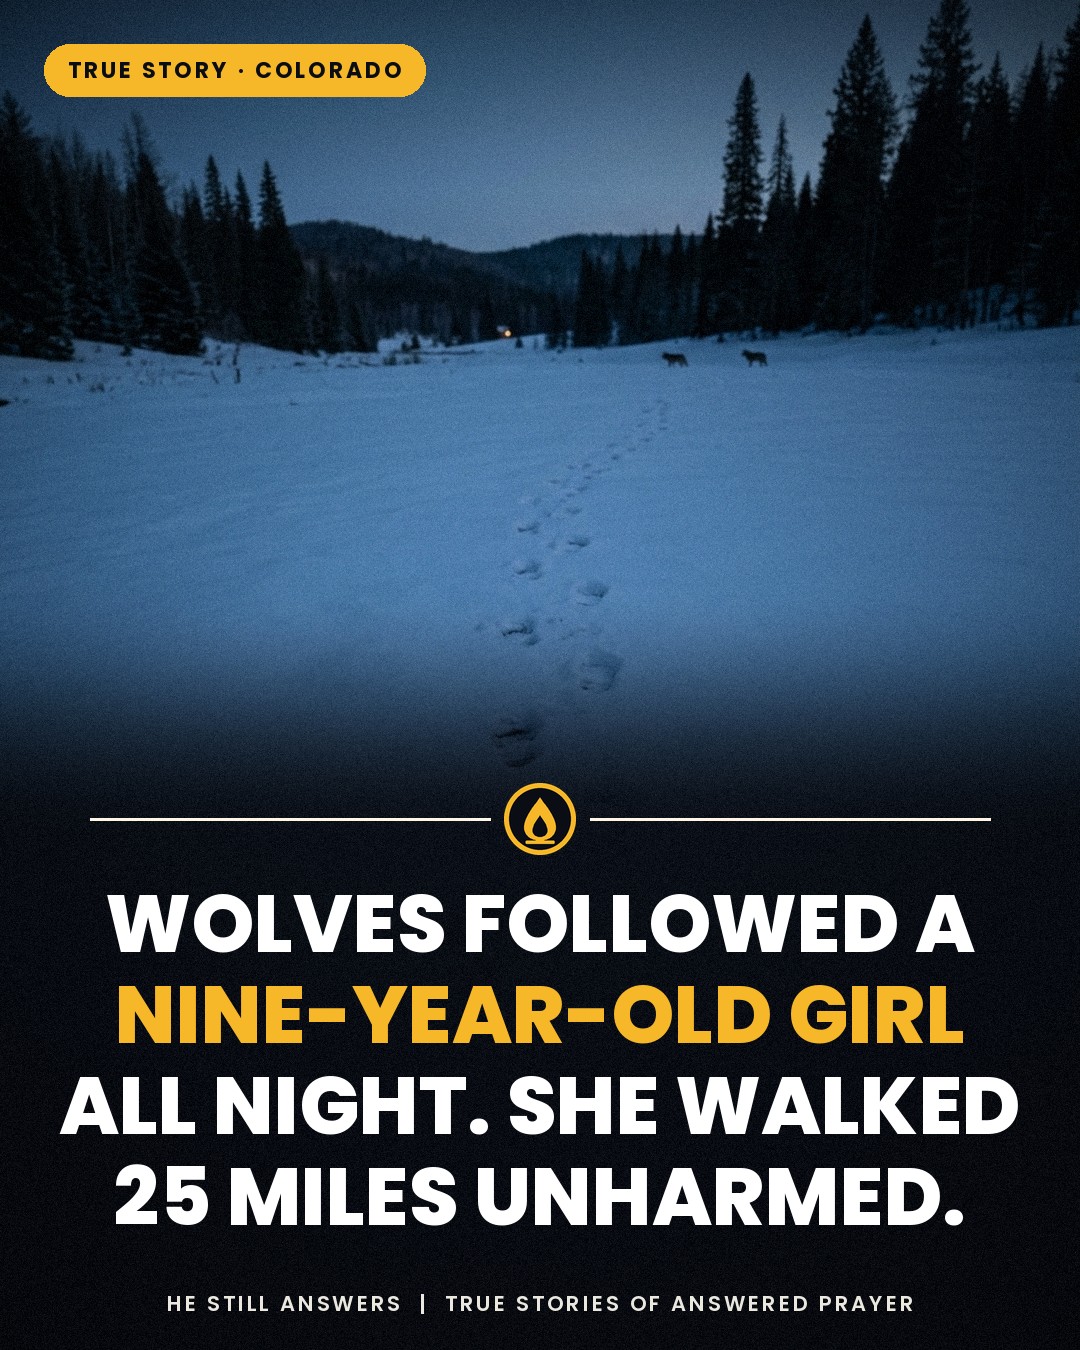 TRUE STORY · COLORADO
WOLVES FOLLOWED A
NINE-YEAR-OLD GIRL
ALL NIGHT. SHE WALKED
25 MILES UNHARMED.
HE STILL ANSWERS | TRUE STORIES OF ANSWERED PRAYER